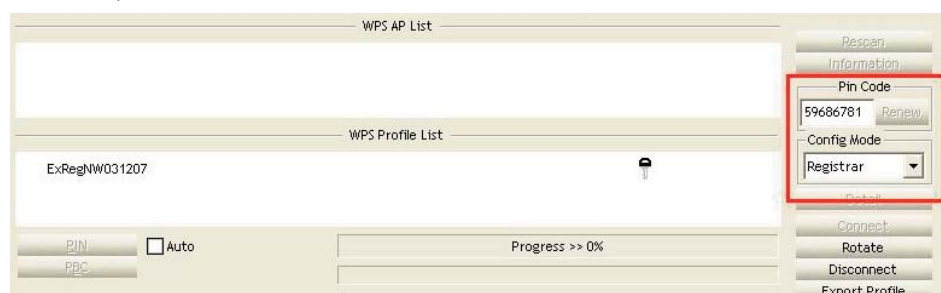 WPS AP List
Rescan
Information
Pin Code
59686781 Renew
WPS Profile List
Config Mode
ExRegNW031207
Registrar
Detail
Connect
PIN Auto Progress >> 0% Rotate
PBC Disconnect
Export Profile